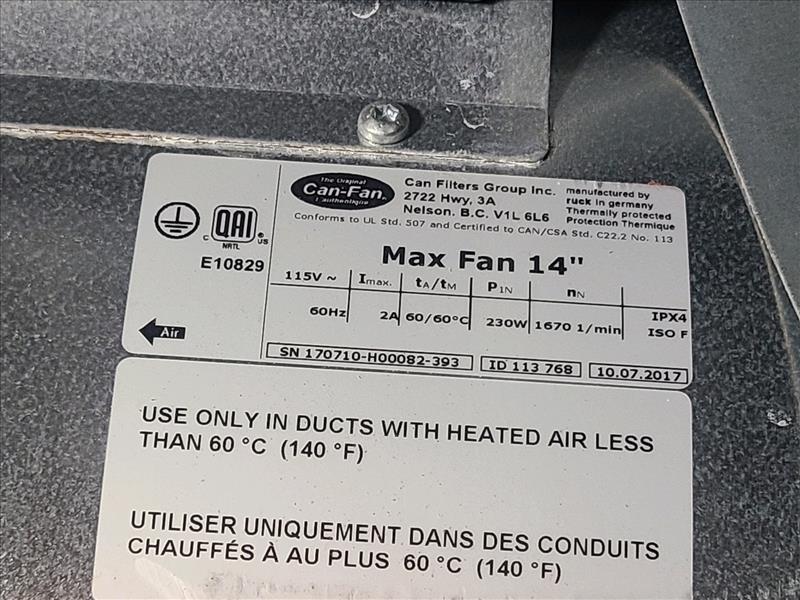 The Original
Can-Fan
L'authentique
Can Filters Group Inc.
2722 Hwy, 3A
Nelson, B.C. V1L 6L6
manufactured by
ruck in germany
Thermally protected
Protection Thermique
Conforms to UL Std. 507 and Certified to CAN/CSA Std. C22.2 No. 113
C QAI US
NRTL
E10829
Max Fan 14"
115V ~ Imax. tA/tM P1N nN IPX4
60Hz 2A 60/60°C 230W 1670 1/min ISO F
Air
SN 170710-H00082-393 ID 113 768 10.07.2017
USE ONLY IN DUCTS WITH HEATED AIR LESS
THAN 60 °C (140 °F)
UTILISER UNIQUEMENT DANS DES CONDUITS
CHAUFFÉS À AU PLUS 60 °C (140 °F)